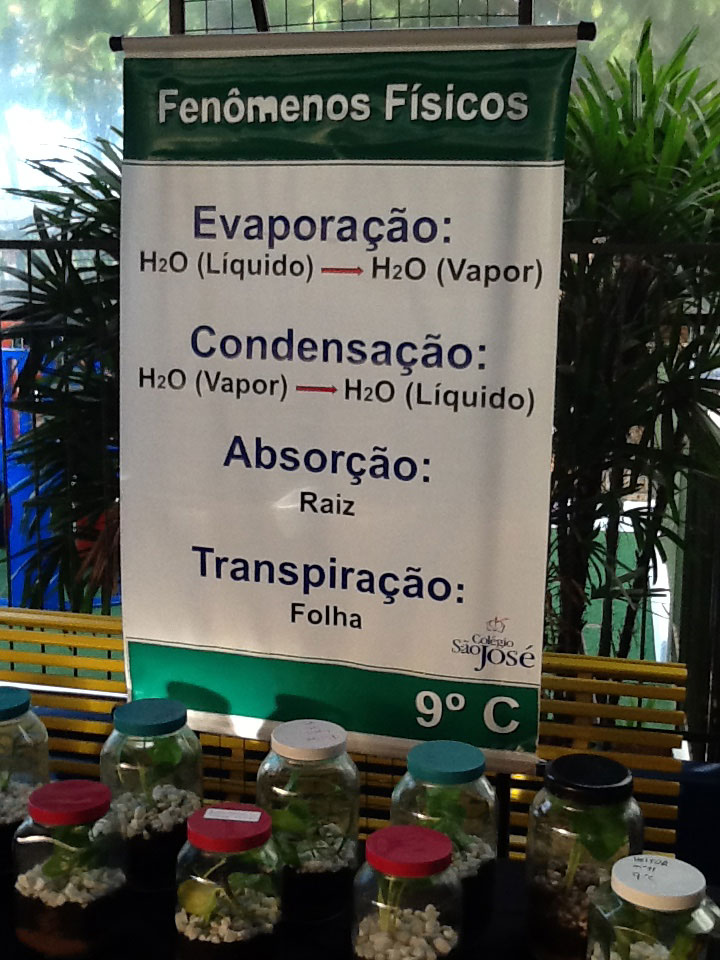 Fenômenos Físicos
Evaporação:
H2O (Líquido) → H2O (Vapor)
Condensação:
H2O (Vapor) → H2O (Líquido)
Absorção:
Raiz
Transpiração:
Folha
Colégio
São José
9º C